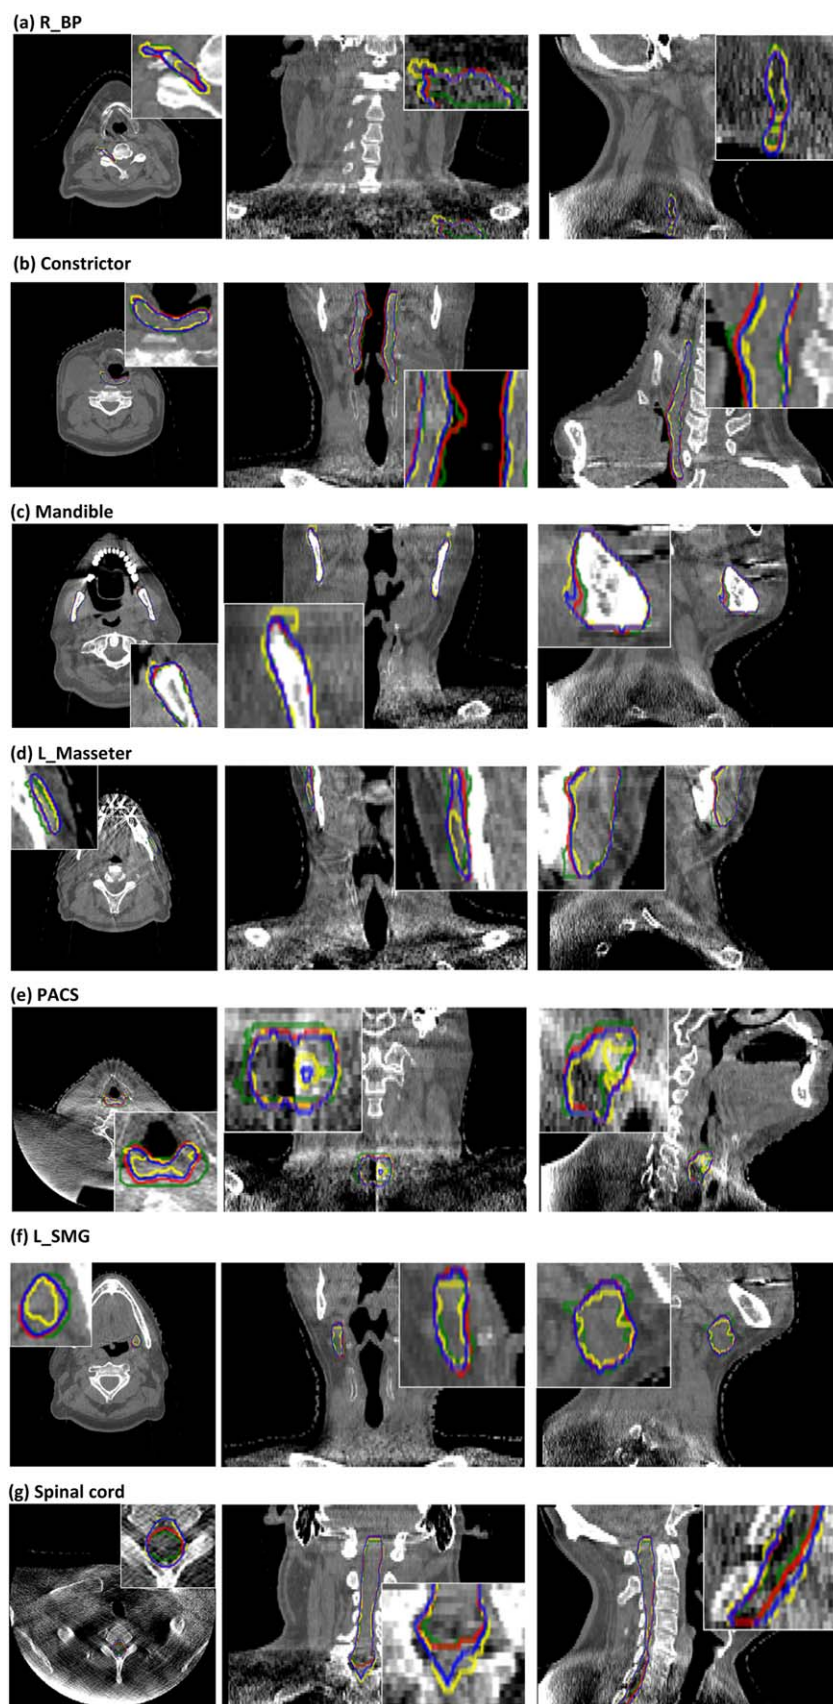 (a) R_BP
(b) Constrictor
(c) Mandible
(d) L_Masseter
(e) PACS
(f) L_SMG
(g) Spinal cord